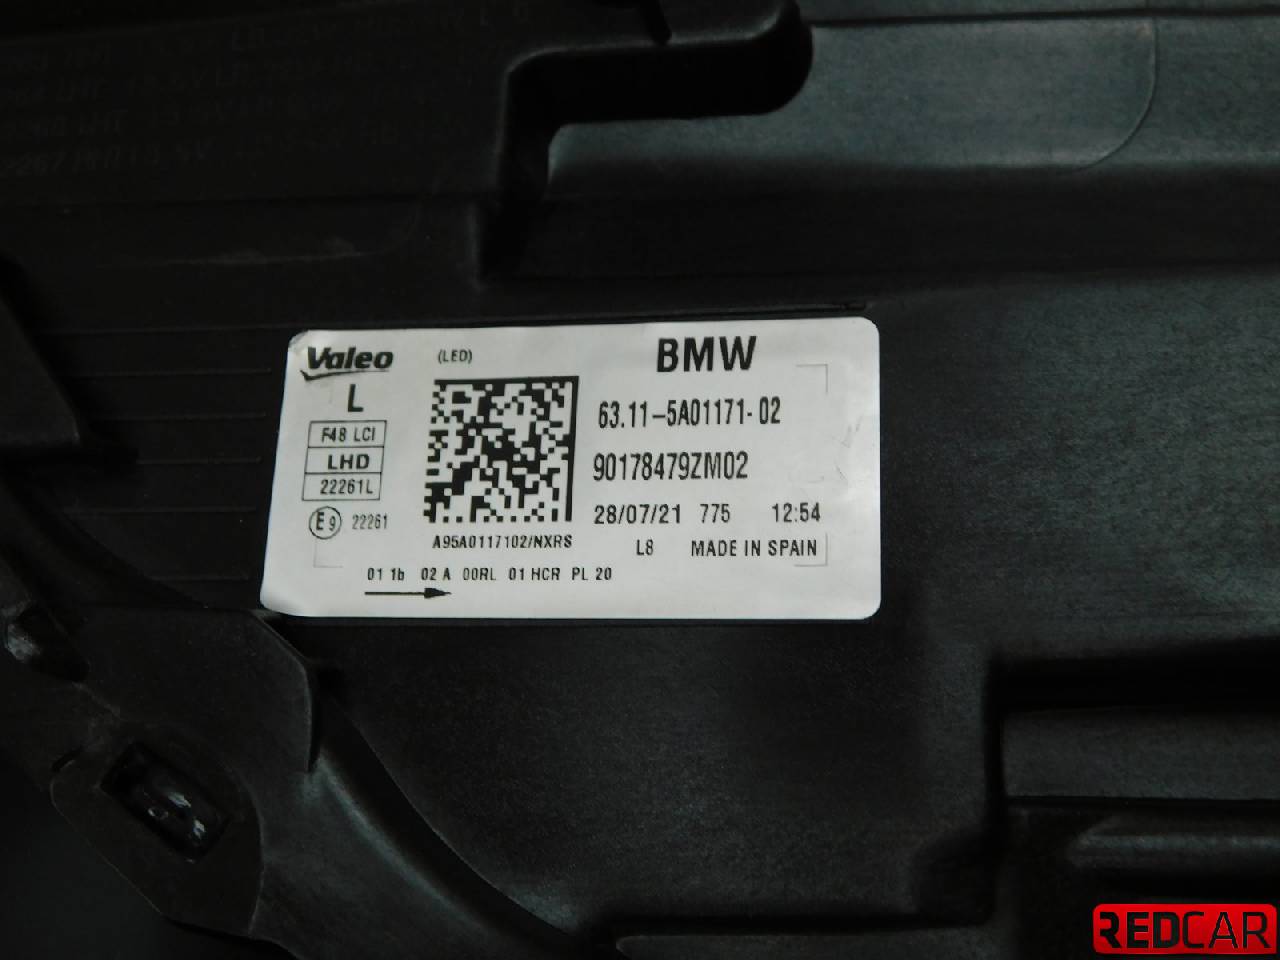 Valeo (LED) BMW
L
63.11-5A01171-02
F48 LCI
LHD
90178479ZM02
22261L
28/07/21 775 12:54
E9 22261
A95A0117102/NXRS
L8 MADE IN SPAIN
01 1b 02 A 00RL 01 HCR PL 20
REDCAR